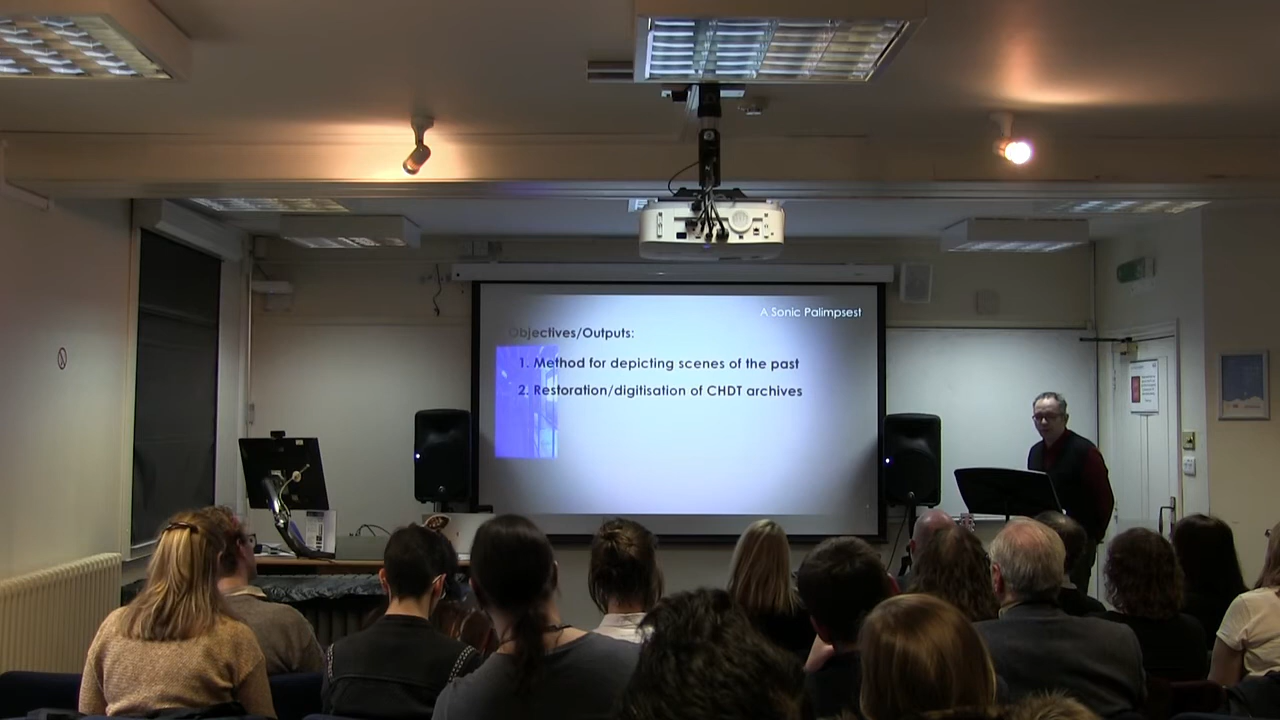 A Sonic Palimpsest
Objectives/Outputs:
1. Method for depicting scenes of the past
2. Restoration/digitisation of CHDT archives